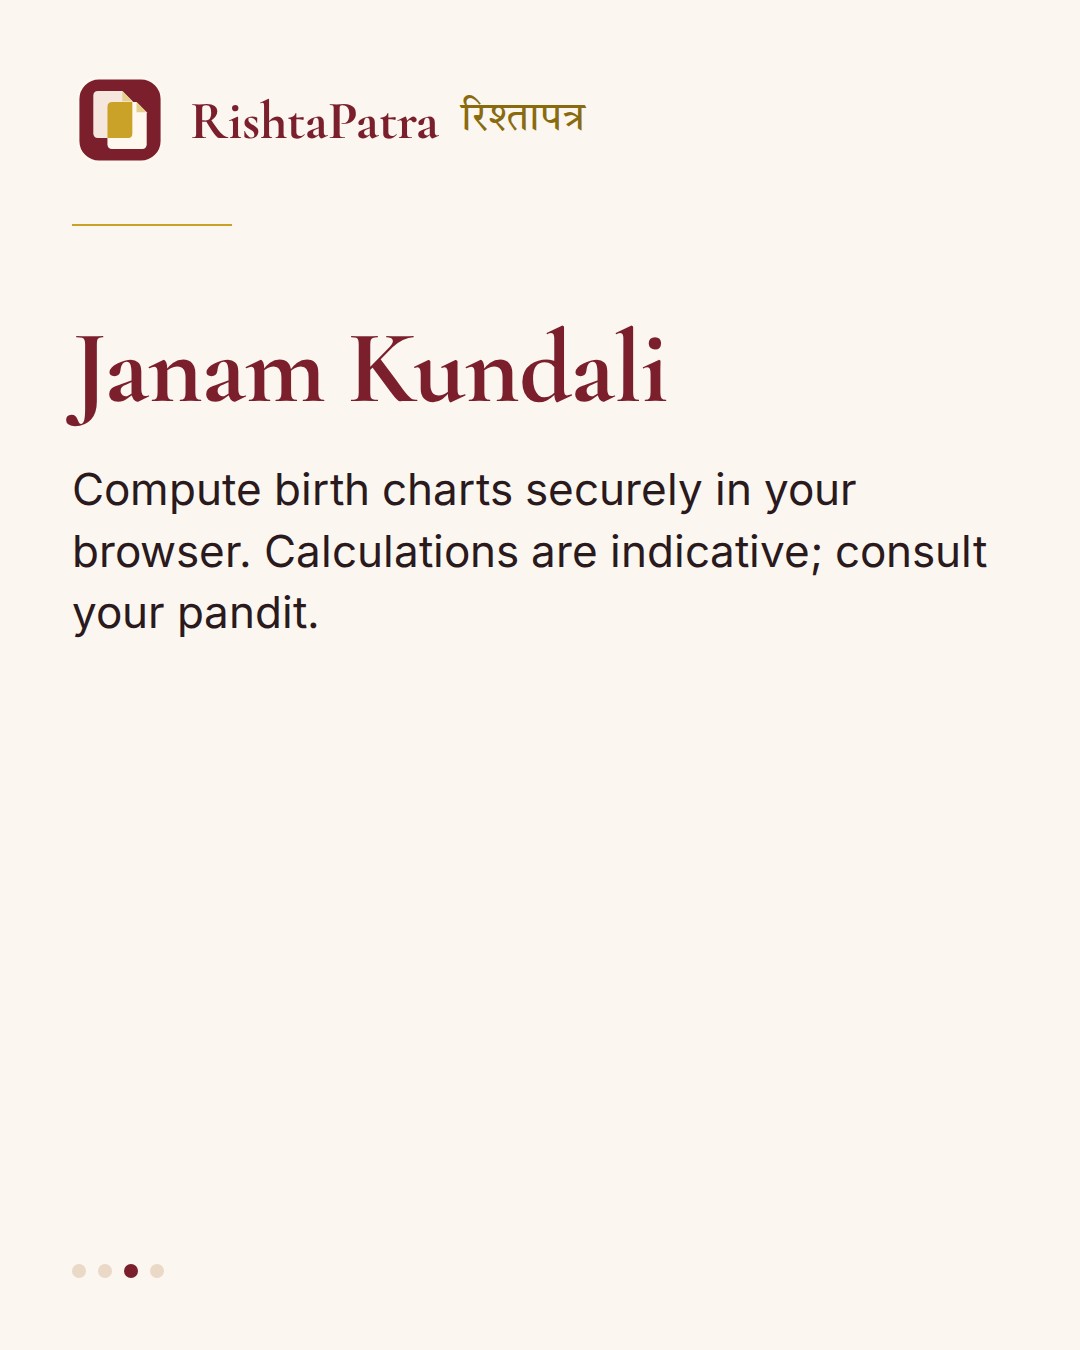 RishtaPatra रिश्तापत्र
Janam Kundali
Compute birth charts securely in your
browser. Calculations are indicative; consult
your pandit.